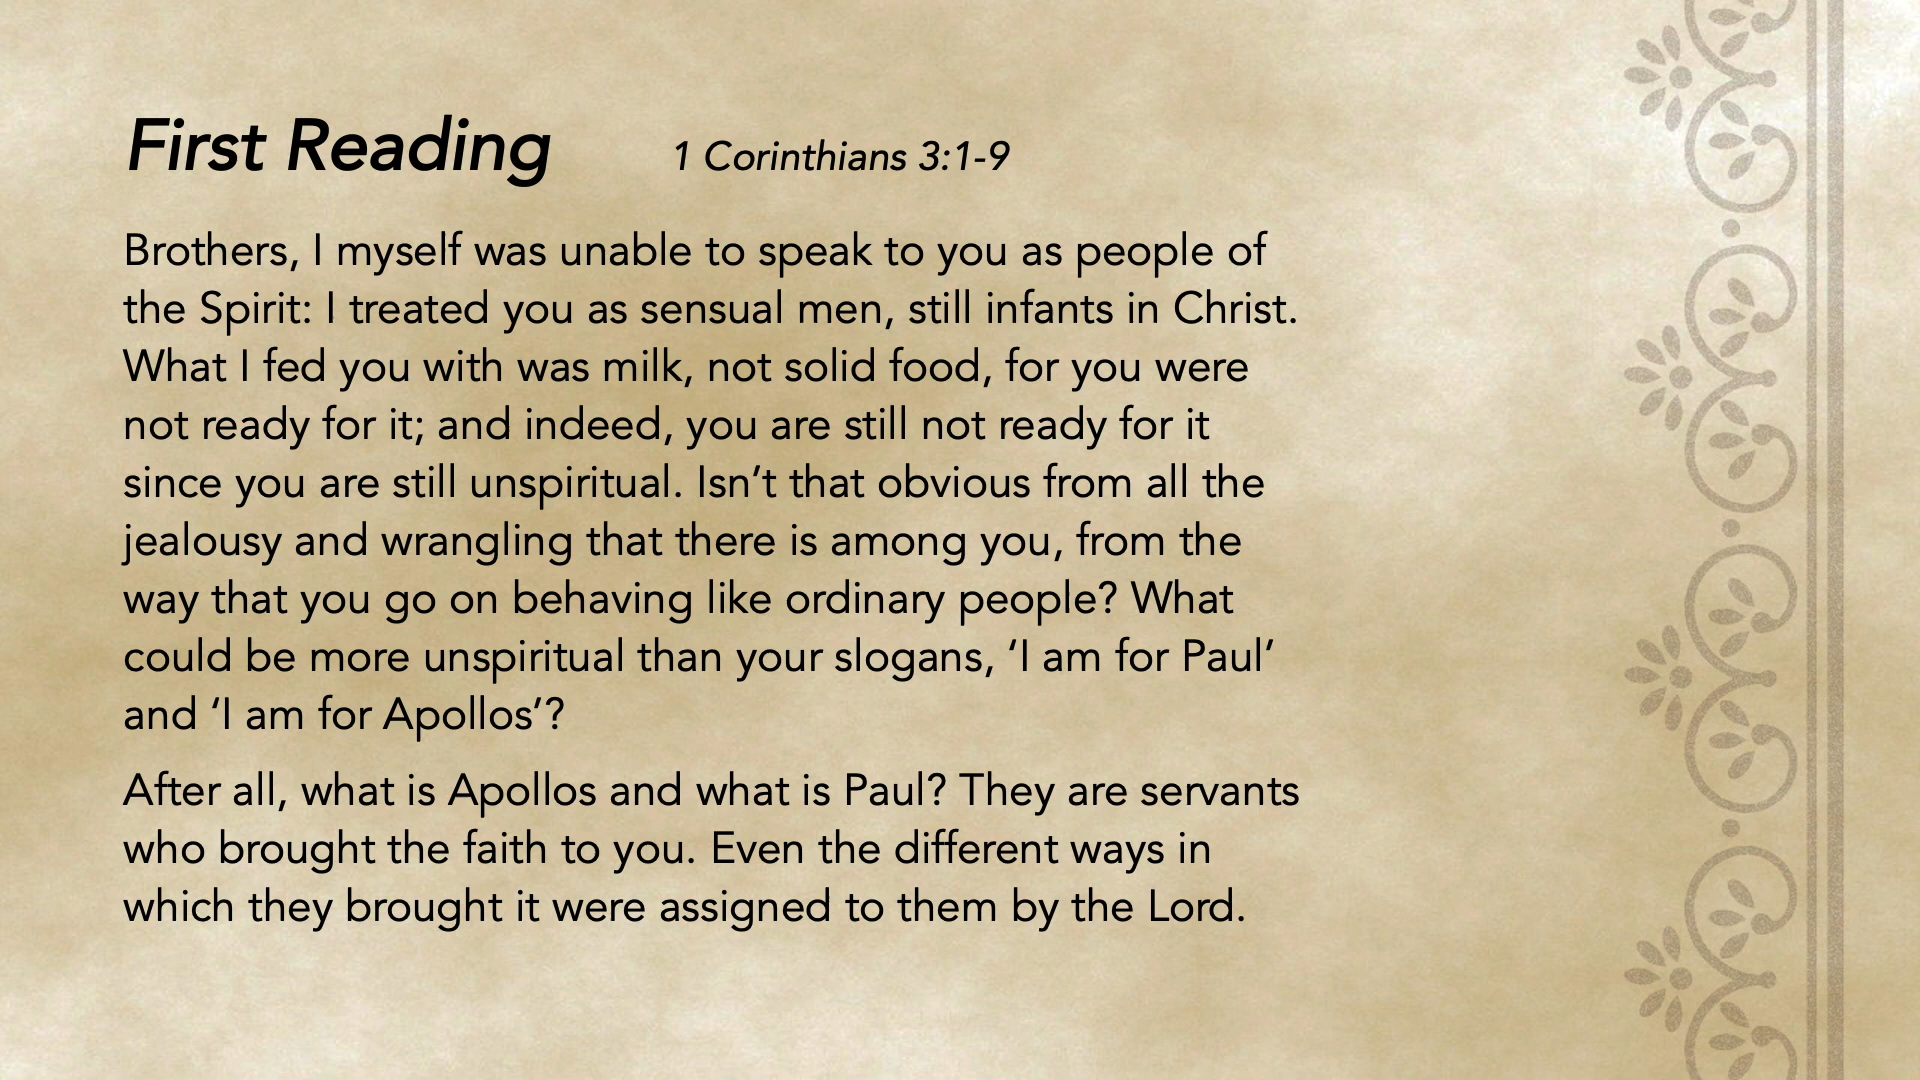 First Reading 1 Corinthians 3:1-9
Brothers, I myself was unable to speak to you as people of
the Spirit: I treated you as sensual men, still infants in Christ.
What I fed you with was milk, not solid food, for you were
not ready for it; and indeed, you are still not ready for it
since you are still unspiritual. Isn’t that obvious from all the
jealousy and wrangling that there is among you, from the
way that you go on behaving like ordinary people? What
could be more unspiritual than your slogans, ‘I am for Paul’
and ‘I am for Apollos’?
After all, what is Apollos and what is Paul? They are servants
who brought the faith to you. Even the different ways in
which they brought it were assigned to them by the Lord.